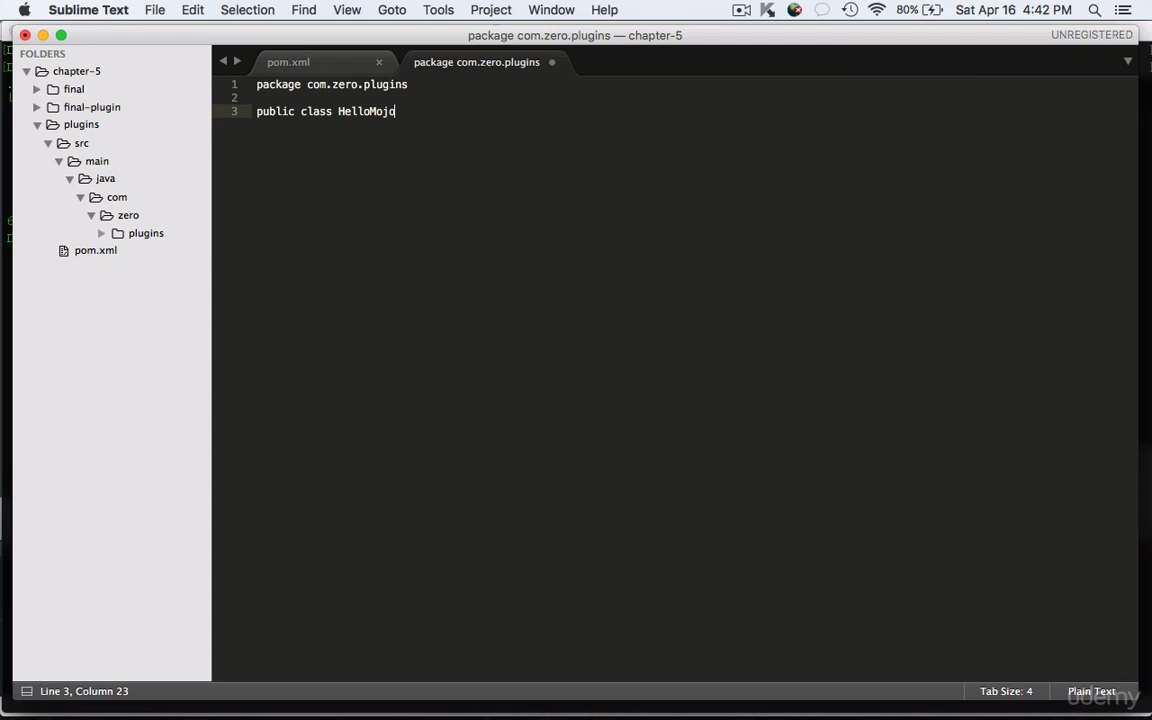 Sublime Text File Edit Selection Find View Goto Tools Project Window Help 80% Sat Apr 16 4:42 PM
package com.zero.plugins — chapter-5 UNREGISTERED
FOLDERS
chapter-5
final
final-plugin
plugins
src
main
java
com
zero
plugins
pom.xml
pom.xml × package com.zero.plugins
1 package com.zero.plugins
2
3 public class HelloMojo
Line 3, Column 23 Tab Size: 4 Plain Text
udemy